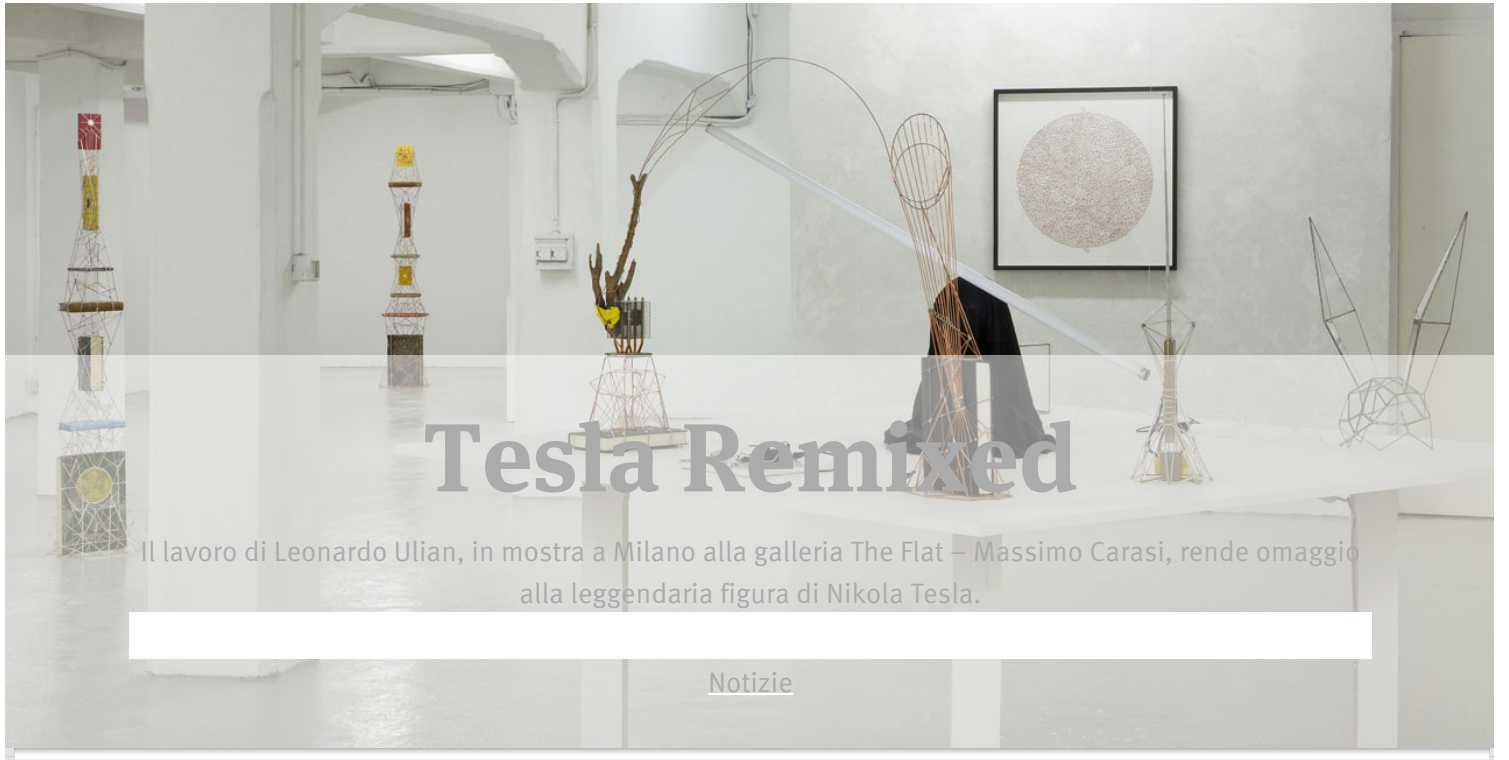 Tesla Remixed
Il lavoro di Leonardo Ulian, in mostra a Milano alla galleria The Flat – Massimo Carasi, rende omaggio
alla leggendaria figura di Nikola Tesla.
Notizie